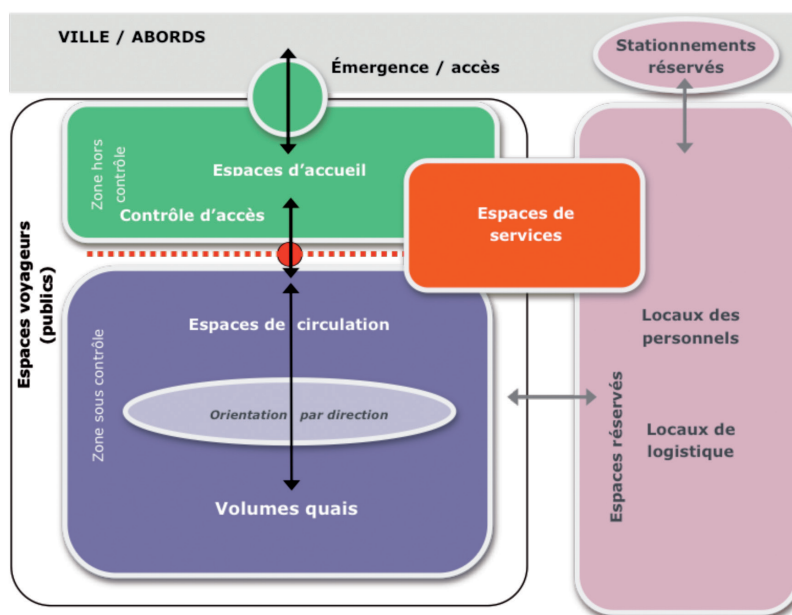 VILLE / ABORDS
Émergence / accès
Stationnements
réservés
Espaces voyageurs
(publics)
Zone hors
contrôle
Espaces d'accueil
Contrôle d'accès
Espaces de
services
Zone sous contrôle
Espaces de circulation
Orientation par direction
Volumes quais
Espaces réservés
Locaux des
personnels
Locaux de
logistique